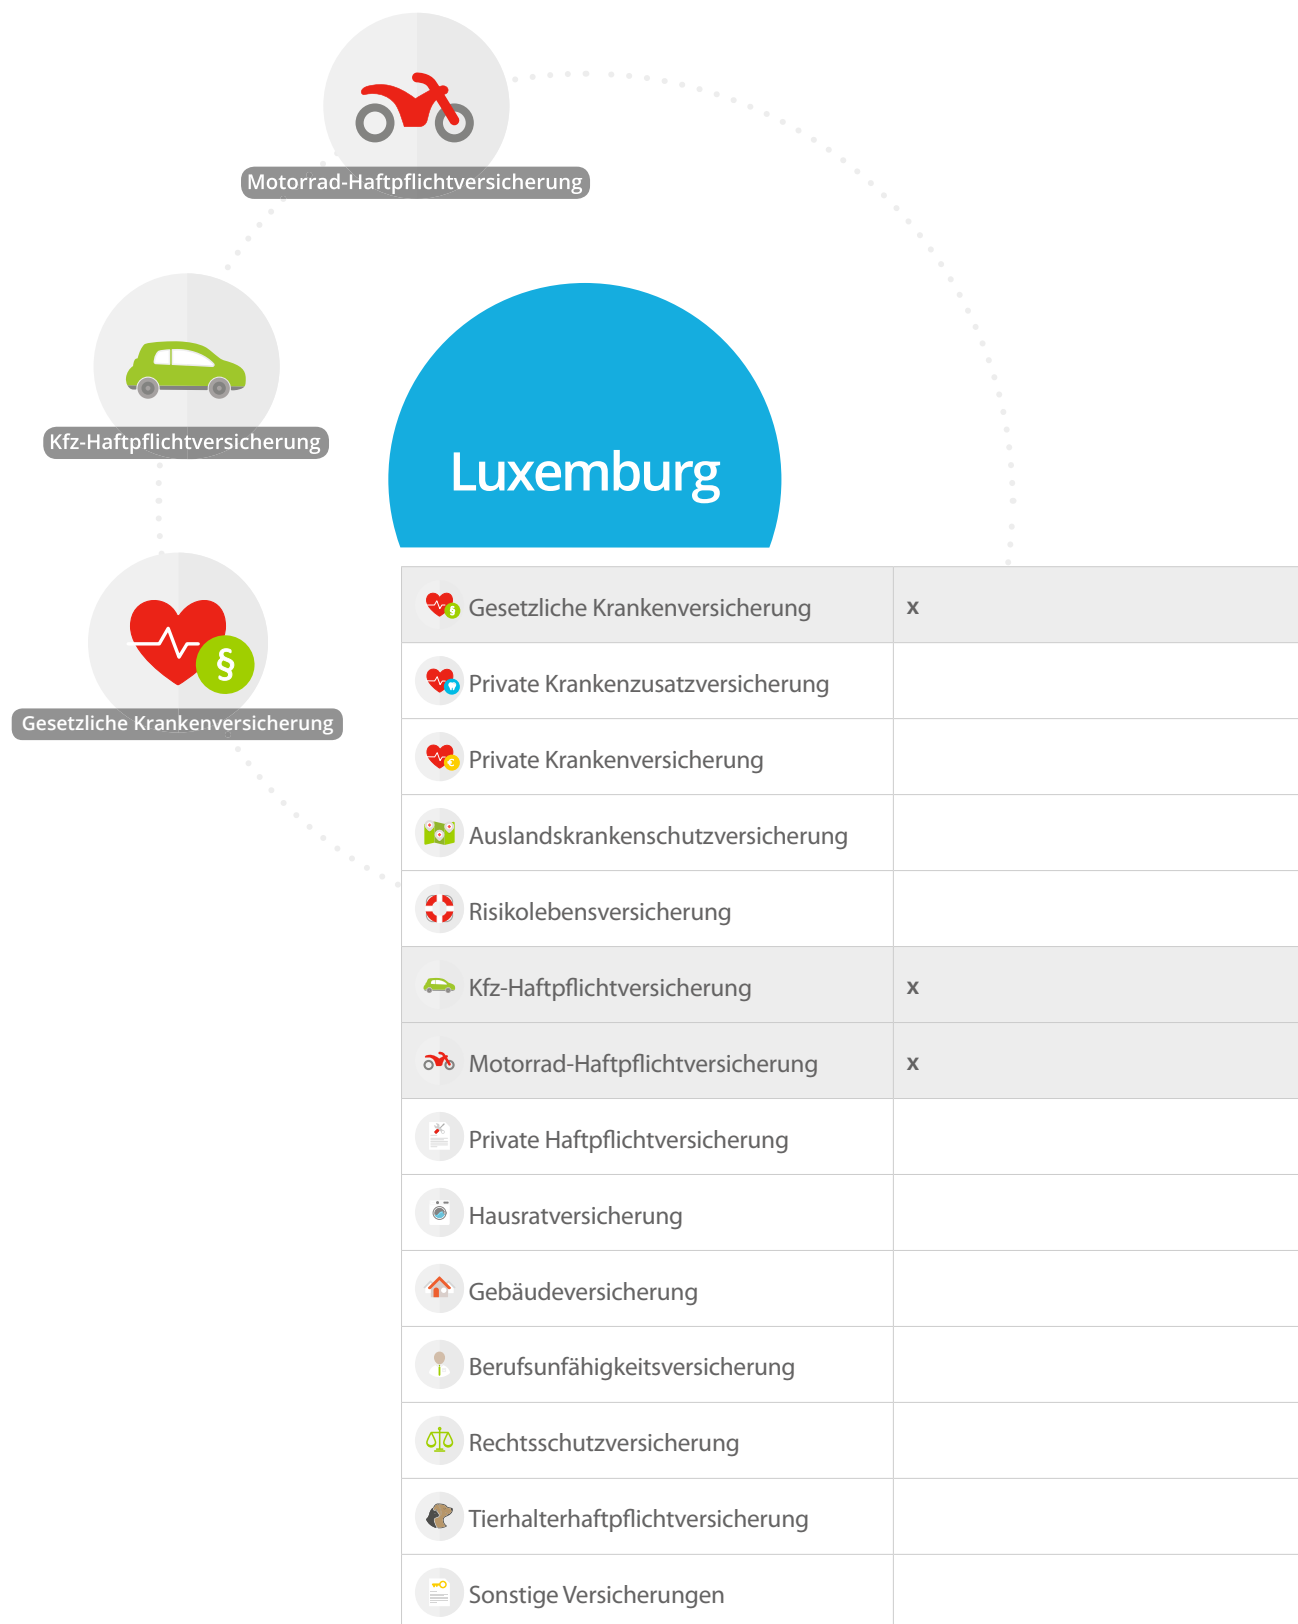 Motorrad-Haftpflichtversicherung
Kfz-Haftpflichtversicherung
Luxemburg
§
Gesetzliche Krankenversicherung
Gesetzliche Krankenversicherung x
Private Krankenzusatzversicherung
Private Krankenversicherung
Auslandskrankenschutzversicherung
Risikolebensversicherung
Kfz-Haftpflichtversicherung x
Motorrad-Haftpflichtversicherung x
Private Haftpflichtversicherung
Hausratversicherung
Gebäudeversicherung
Berufsunfähigkeitsversicherung
Rechtsschutzversicherung
Tierhalterhaftpflichtversicherung
Sonstige Versicherungen